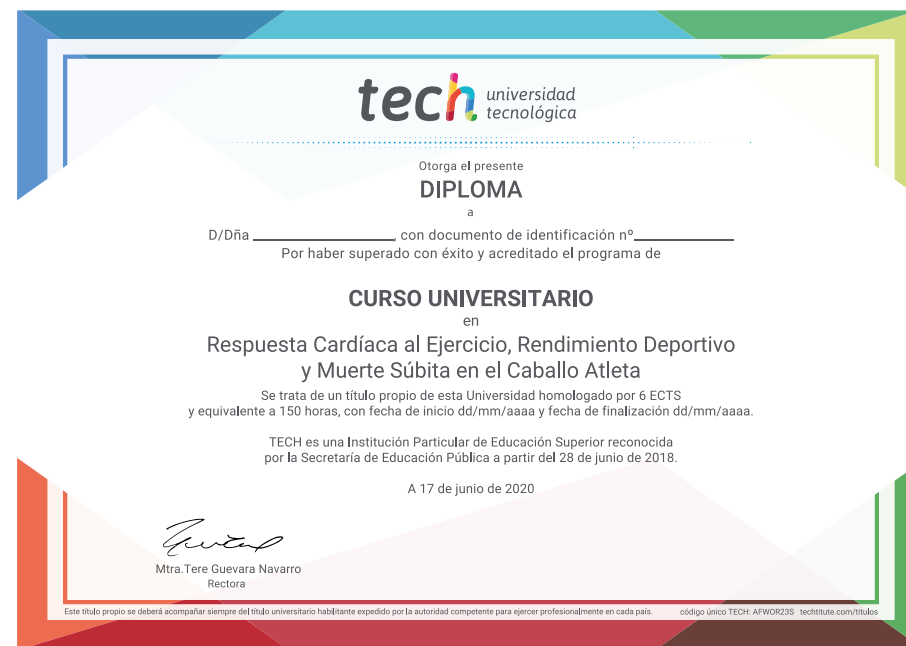 tech universidad
tecnológica
Otorga el presente
DIPLOMA
a
D/Dña ____________, con documento de identificación nº____________
Por haber superado con éxito y acreditado el programa de
CURSO UNIVERSITARIO
en
Respuesta Cardíaca al Ejercicio, Rendimiento Deportivo
y Muerte Súbita en el Caballo Atleta
Se trata de un título propio de esta Universidad homologado por 6 ECTS
y equivalente a 150 horas, con fecha de inicio dd/mm/aaaa y fecha de finalización dd/mm/aaaa.
TECH es una Institución Particular de Educación Superior reconocida
por la Secretaría de Educación Pública a partir del 28 de junio de 2018.
A 17 de junio de 2020
Mtra.Tere Guevara Navarro
Rectora
Este título propio se deberá acompañar siempre del título universitario habilitante expedido por la autoridad competente para ejercer profesionalmente en cada país. código único TECH: AFWOR23S techtitute.com/titulos